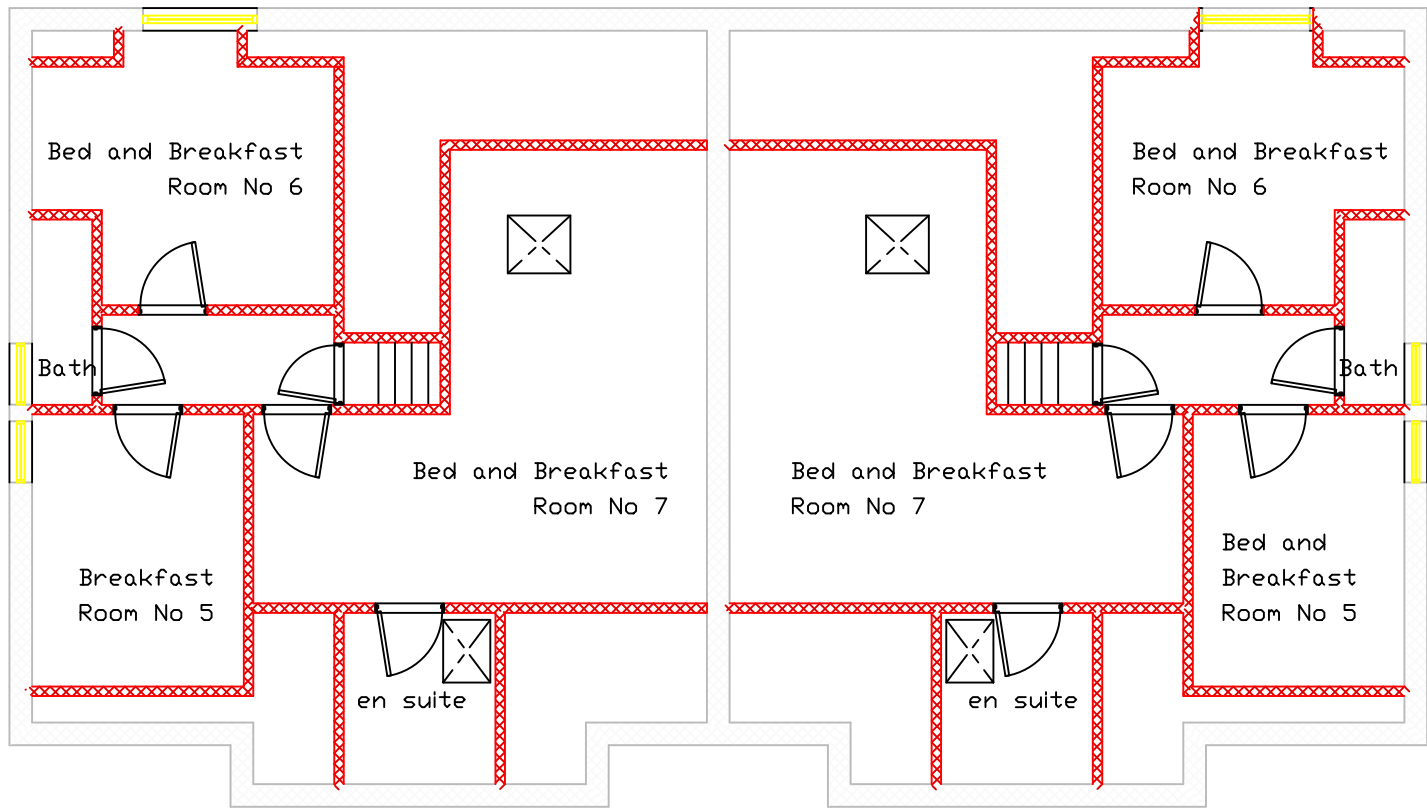 Bed and Breakfast
Room No 6
Bath
Bed and Breakfast
Room No 7
Breakfast
Room No 5
en suite
Bed and Breakfast
Room No 6
Bath
Bed and Breakfast
Room No 7
Bed and
Breakfast
Room No 5
en suite